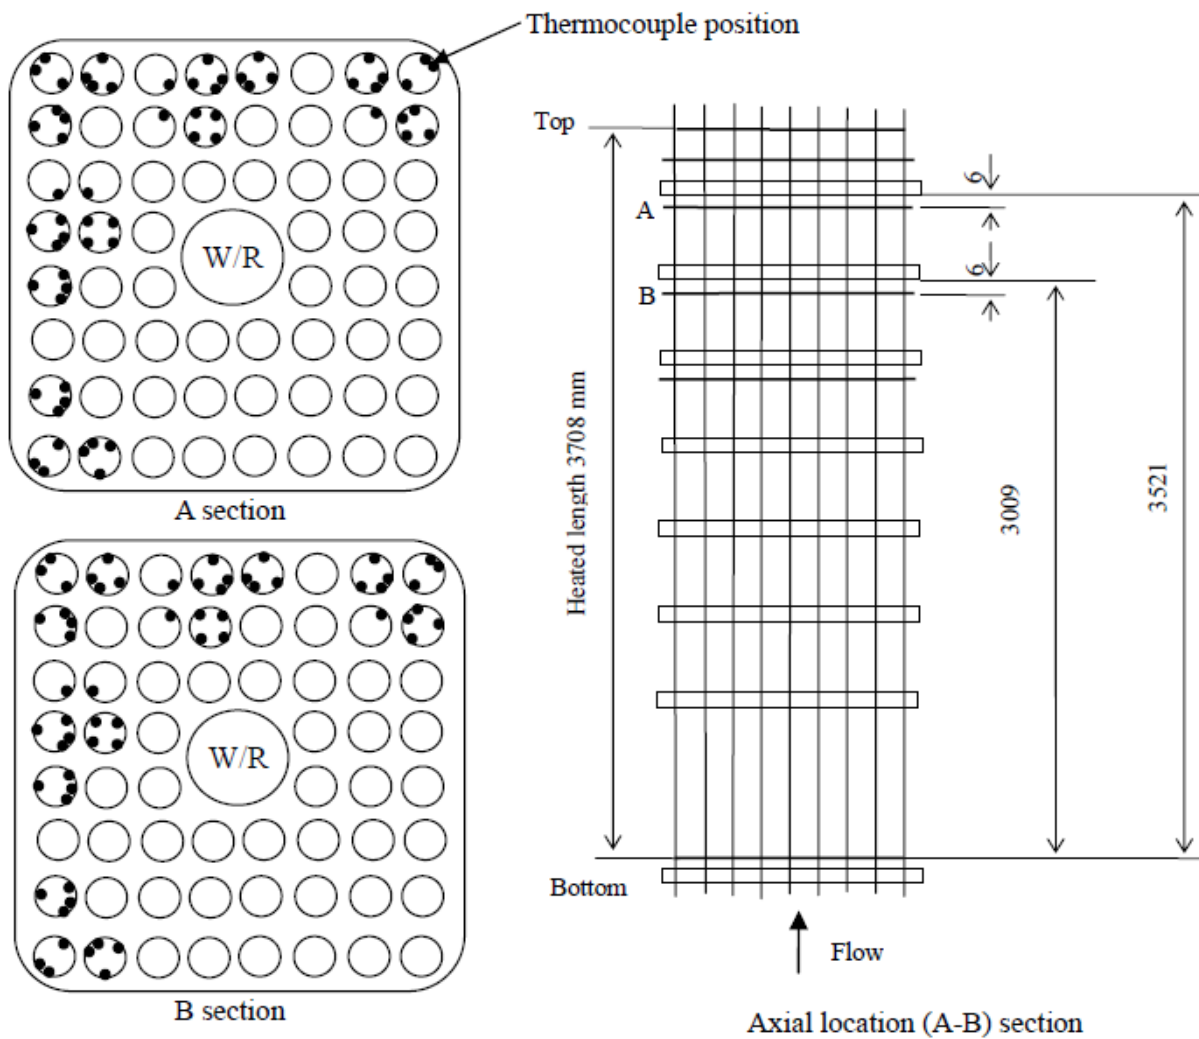 Thermocouple position
W/R
A section
W/R
B section
Top
A
B
6
6
Heated length 3708 mm
3009
3521
Bottom
Flow
Axial location (A-B) section